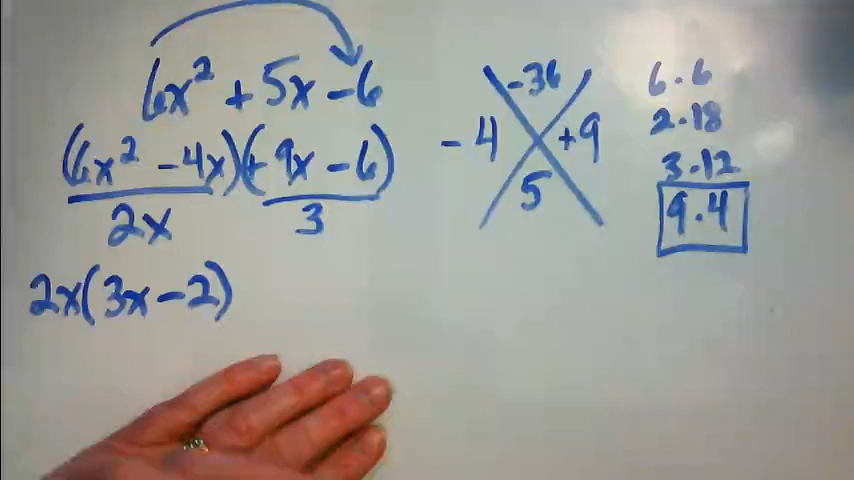 6x² + 5x - 6
(6x² - 4x)(+ 9x - 6)
2x 3
2x(3x - 2)
-36
-4 +9
5
6 · 6
2 · 18
3 · 12
9 · 4